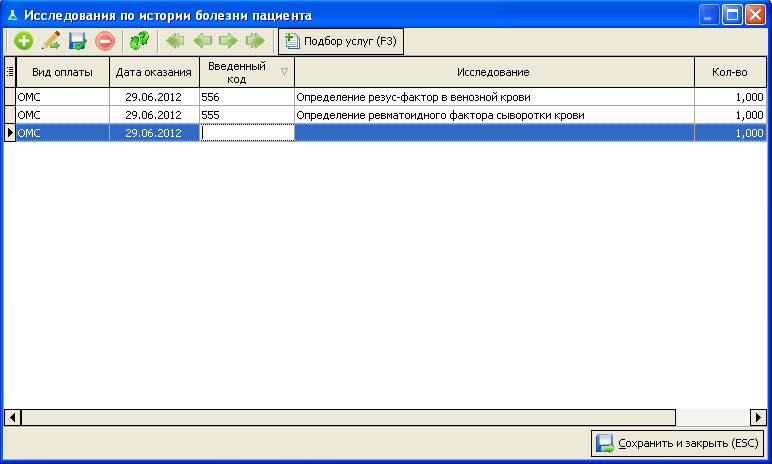 Исследования по истории болезни пациента
Подбор услуг (F3)
Вид оплаты Дата оказания Введенный код Исследование Кол-во
ОМС 29.06.2012 556 Определение резус-фактор в венозной крови 1,000
ОМС 29.06.2012 555 Определение ревматоидного фактора сыворотки крови 1,000
ОМС 29.06.2012 1,000
Сохранить и закрыть (ESC)